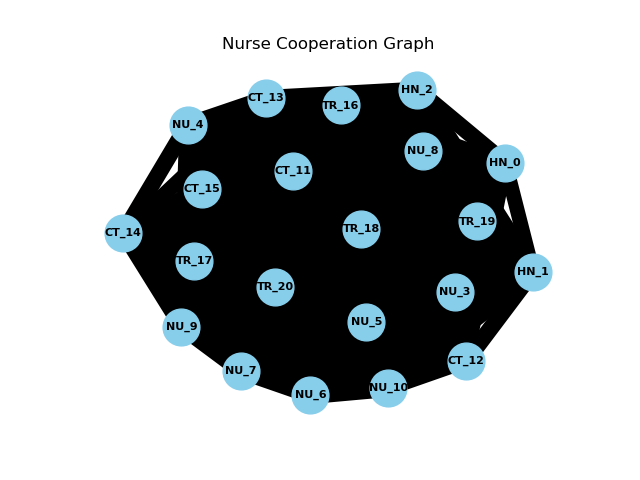 Nurse Cooperation Graph
HN_2
CT_13
TR_16
NU_4
NU_8
HN_0
CT_11
CT_15
TR_19
TR_18
CT_14
TR_17
HN_1
TR_20
NU_3
NU_5
NU_9
CT_12
NU_7
NU_10
NU_6